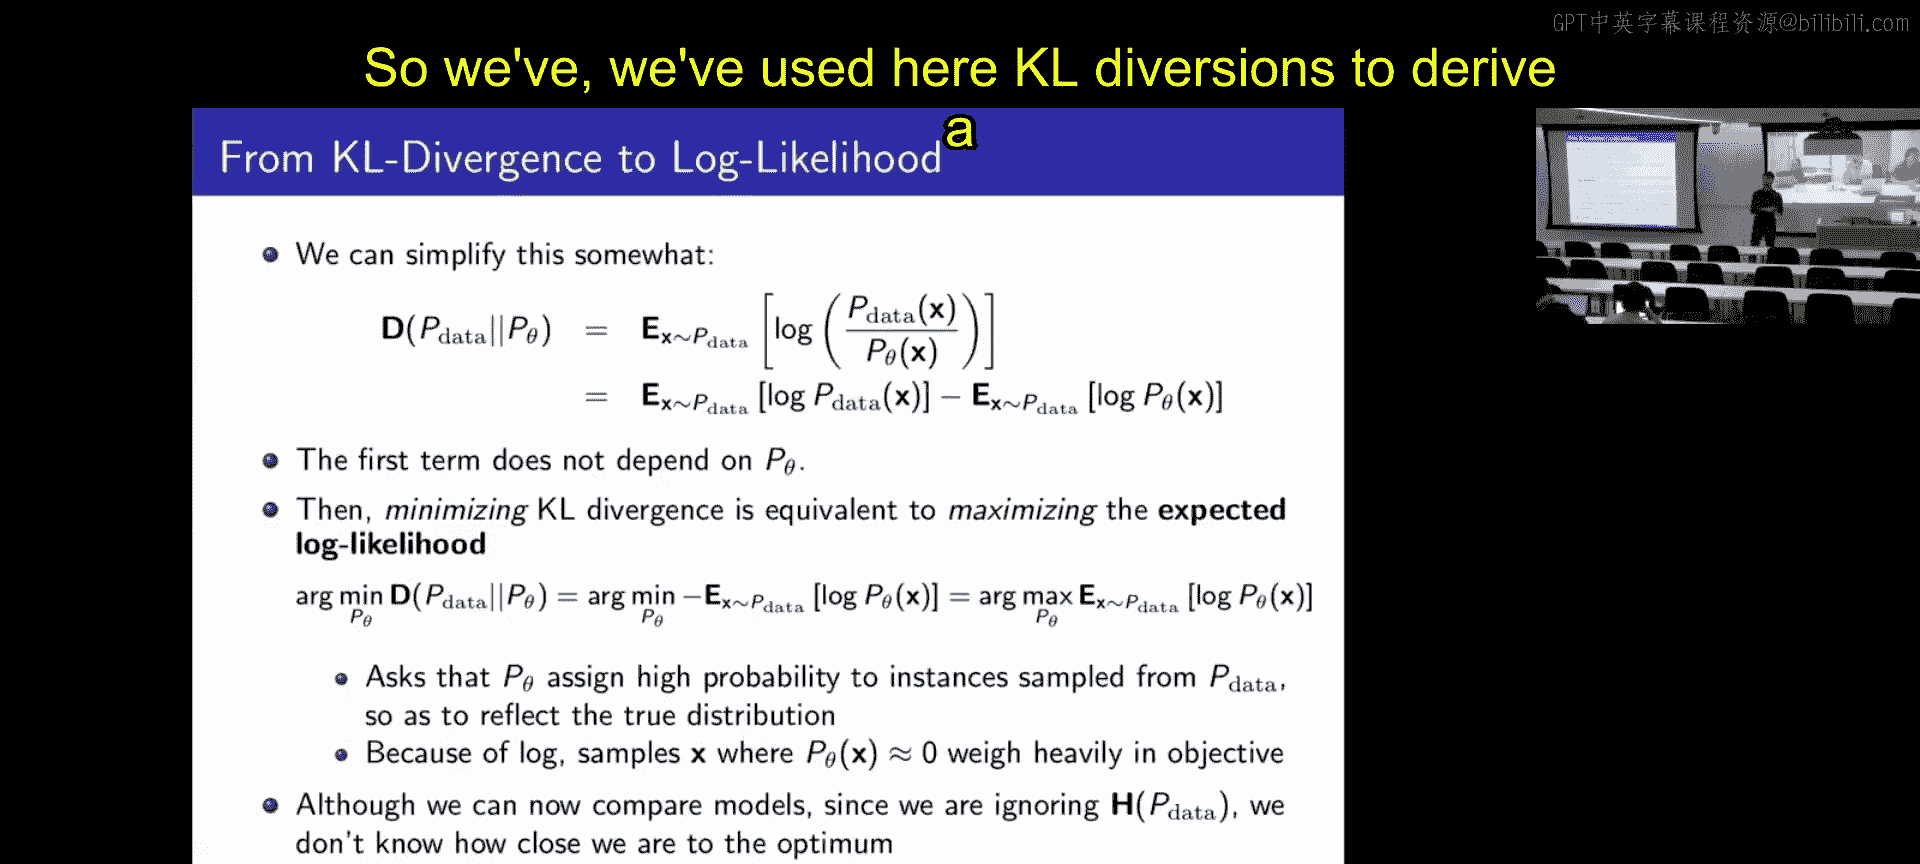 GPT中英字幕课程资源@bilibili.com
So we've, we've used here KL diversions to derive
a
From KL-Divergence to Log-Likelihood
We can simplify this somewhat:
D(P_data||P_θ) = E_x∼P_data [log (P_data(x) / P_θ(x))]
= E_x∼P_data [log P_data(x)] − E_x∼P_data [log P_θ(x)]
The first term does not depend on P_θ.
Then, minimizing KL divergence is equivalent to maximizing the expected
log-likelihood
arg min_P_θ D(P_data||P_θ) = arg min_P_θ −E_x∼P_data [log P_θ(x)] = arg max_P_θ E_x∼P_data [log P_θ(x)]
Asks that P_θ assign high probability to instances sampled from P_data,
so as to reflect the true distribution
Because of log, samples x where P_θ(x) ≈ 0 weigh heavily in objective
Although we can now compare models, since we are ignoring H(P_data), we
don't know how close we are to the optimum